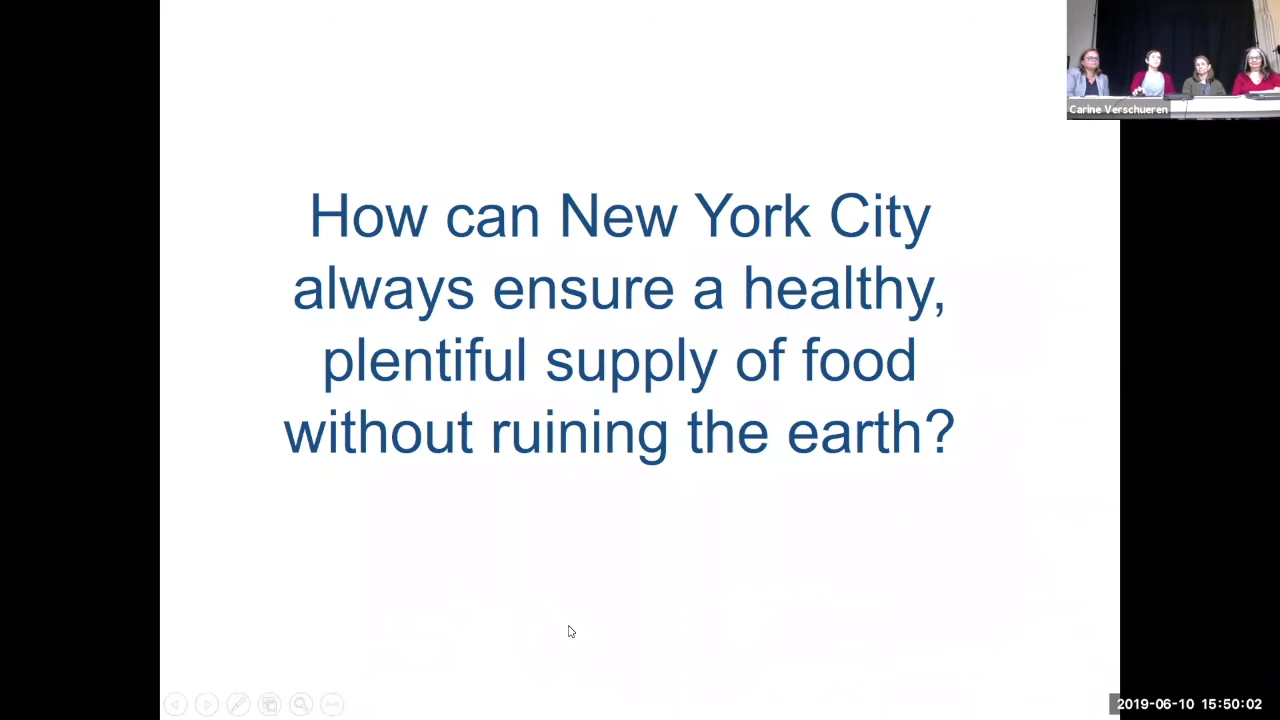 Carine Verschueren
How can New York City
always ensure a healthy,
plentiful supply of food
without ruining the earth?
2019-06-10 15:50:02